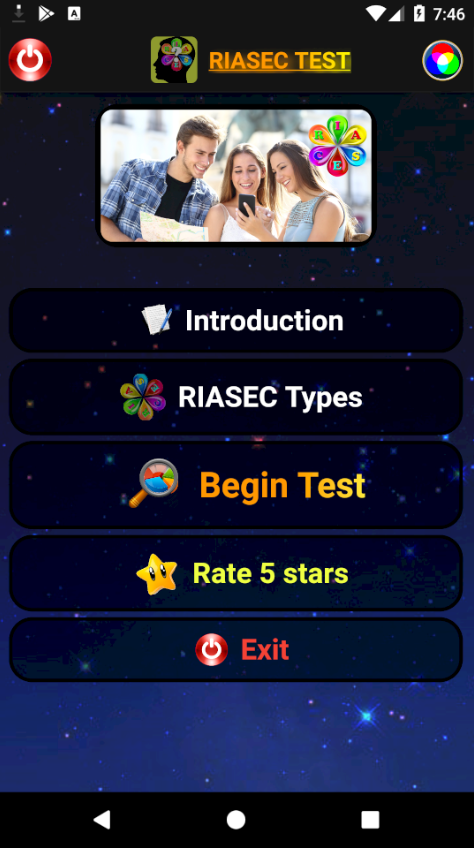 7:46
RIASEC TEST
R I A S E C
Introduction
RIASEC Types
Begin Test
Rate 5 stars
Exit